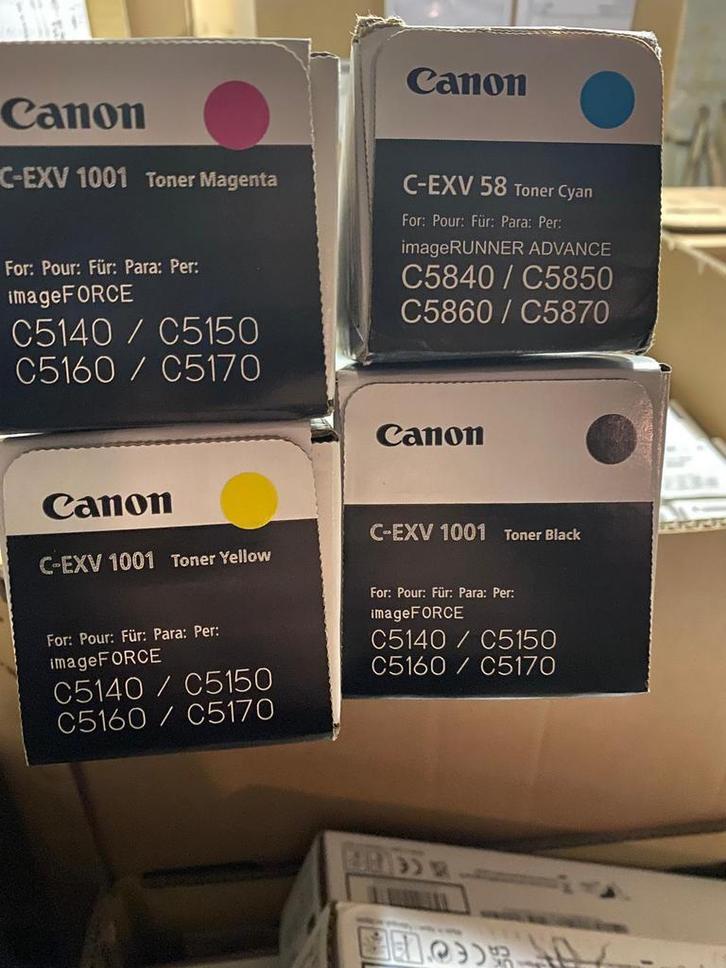 Canon
C-EXV 1001 Toner Magenta
For: Pour: Für: Para: Per:
imageFORCE
C5140 / C5150
C5160 / C5170
Canon
C-EXV 58 Toner Cyan
For: Pour: Für: Para: Per:
imageRUNNER ADVANCE
C5840 / C5850
C5860 / C5870
Canon
C-EXV 1001 Toner Yellow
For: Pour: Für: Para: Per:
imageFORCE
C5140 / C5150
C5160 / C5170
Canon
C-EXV 1001 Toner Black
For: Pour: Für: Para: Per:
imageFORCE
C5140 / C5150
C5160 / C5170